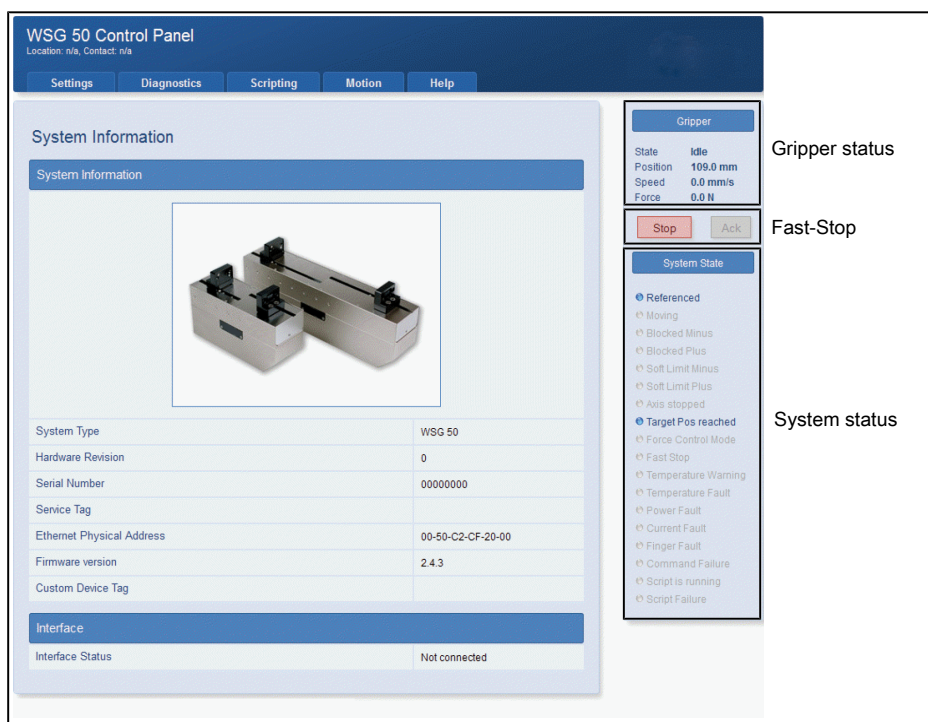 WSG 50 Control Panel
Location: n/a, Contact: n/a
Settings Diagnostics Scripting Motion Help
System Information
System Information
System Type WSG 50
Hardware Revision 0
Serial Number 00000000
Service Tag
Ethernet Physical Address 00-50-C2-CF-20-00
Firmware version 2.4.3
Custom Device Tag
Interface
Interface Status Not connected
Gripper
State Idle
Position 109.0 mm
Speed 0.0 mm/s
Force 0.0 N
Gripper status
Stop Ack
Fast-Stop
System State
Referenced
Moving
Blocked Minus
Blocked Plus
Soft Limit Minus
Soft Limit Plus
Axis stopped
Target Pos reached
Force Control Mode
Fast Stop
Temperature Warning
Temperature Fault
Power Fault
Current Fault
Finger Fault
Command Failure
Script is running
Script Failure
System status